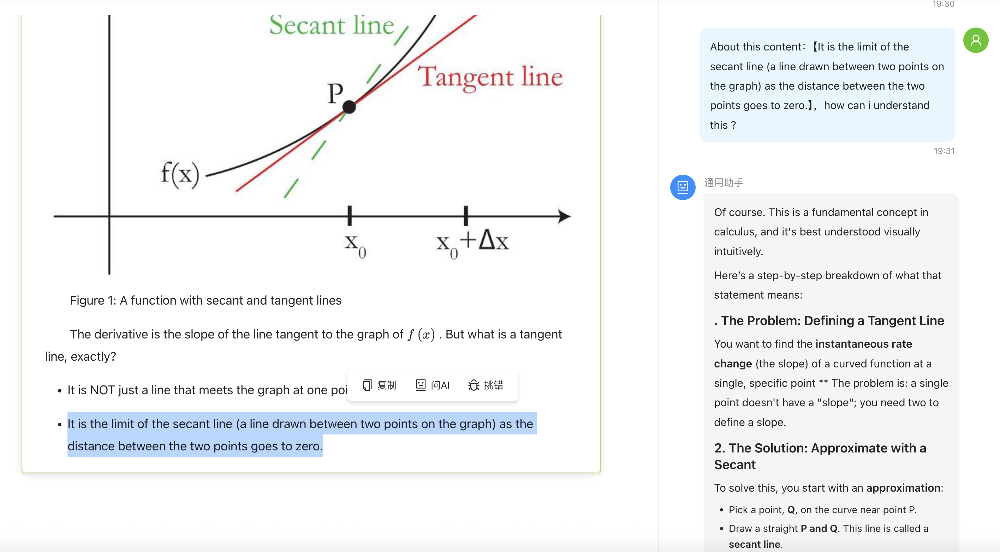 Secant line
Tangent line
P
f(x)
x₀
x₀+Δx
Figure 1: A function with secant and tangent lines
The derivative is the slope of the line tangent to the graph of f (x) . But what is a tangent
line, exactly?
• It is NOT just a line that meets the graph at one poi
复制 问AI 挑错
• It is the limit of the secant line (a line drawn between two points on the graph) as the
distance between the two points goes to zero.
19:30
About this content：【It is the limit of the
secant line (a line drawn between two points on
the graph) as the distance between the two
points goes to zero.】，how can i understand
this？
19:31
通用助手
Of course. This is a fundamental concept in
calculus, and it's best understood visually
intuitively.
Here’s a step-by-step breakdown of what that
statement means:
. The Problem: Defining a Tangent Line
You want to find the instantaneous rate
change (the slope) of a curved function at a
single, specific point ** The problem is: a single
point doesn't have a "slope"; you need two to
define a slope.
2. The Solution: Approximate with a
Secant
To solve this, you start with an approximation:
• Pick a point, Q, on the curve near point P.
• Draw a straight P and Q. This line is called a
secant line.